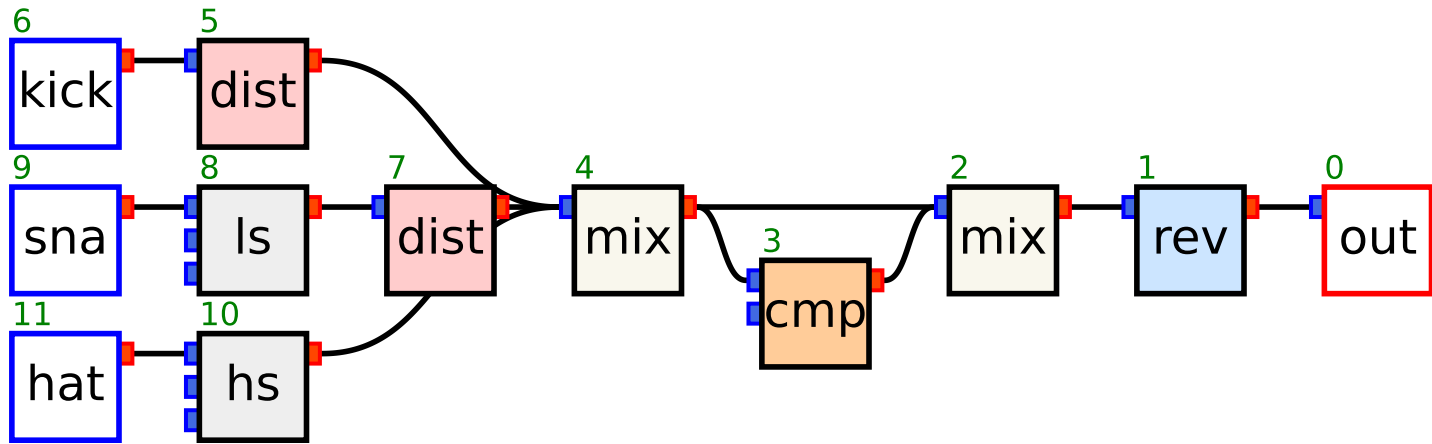 6 5
kick dist
9 8 7 4 2 1 0
sna ls dist mix mix rev out
3
cmp
11 10
hat hs